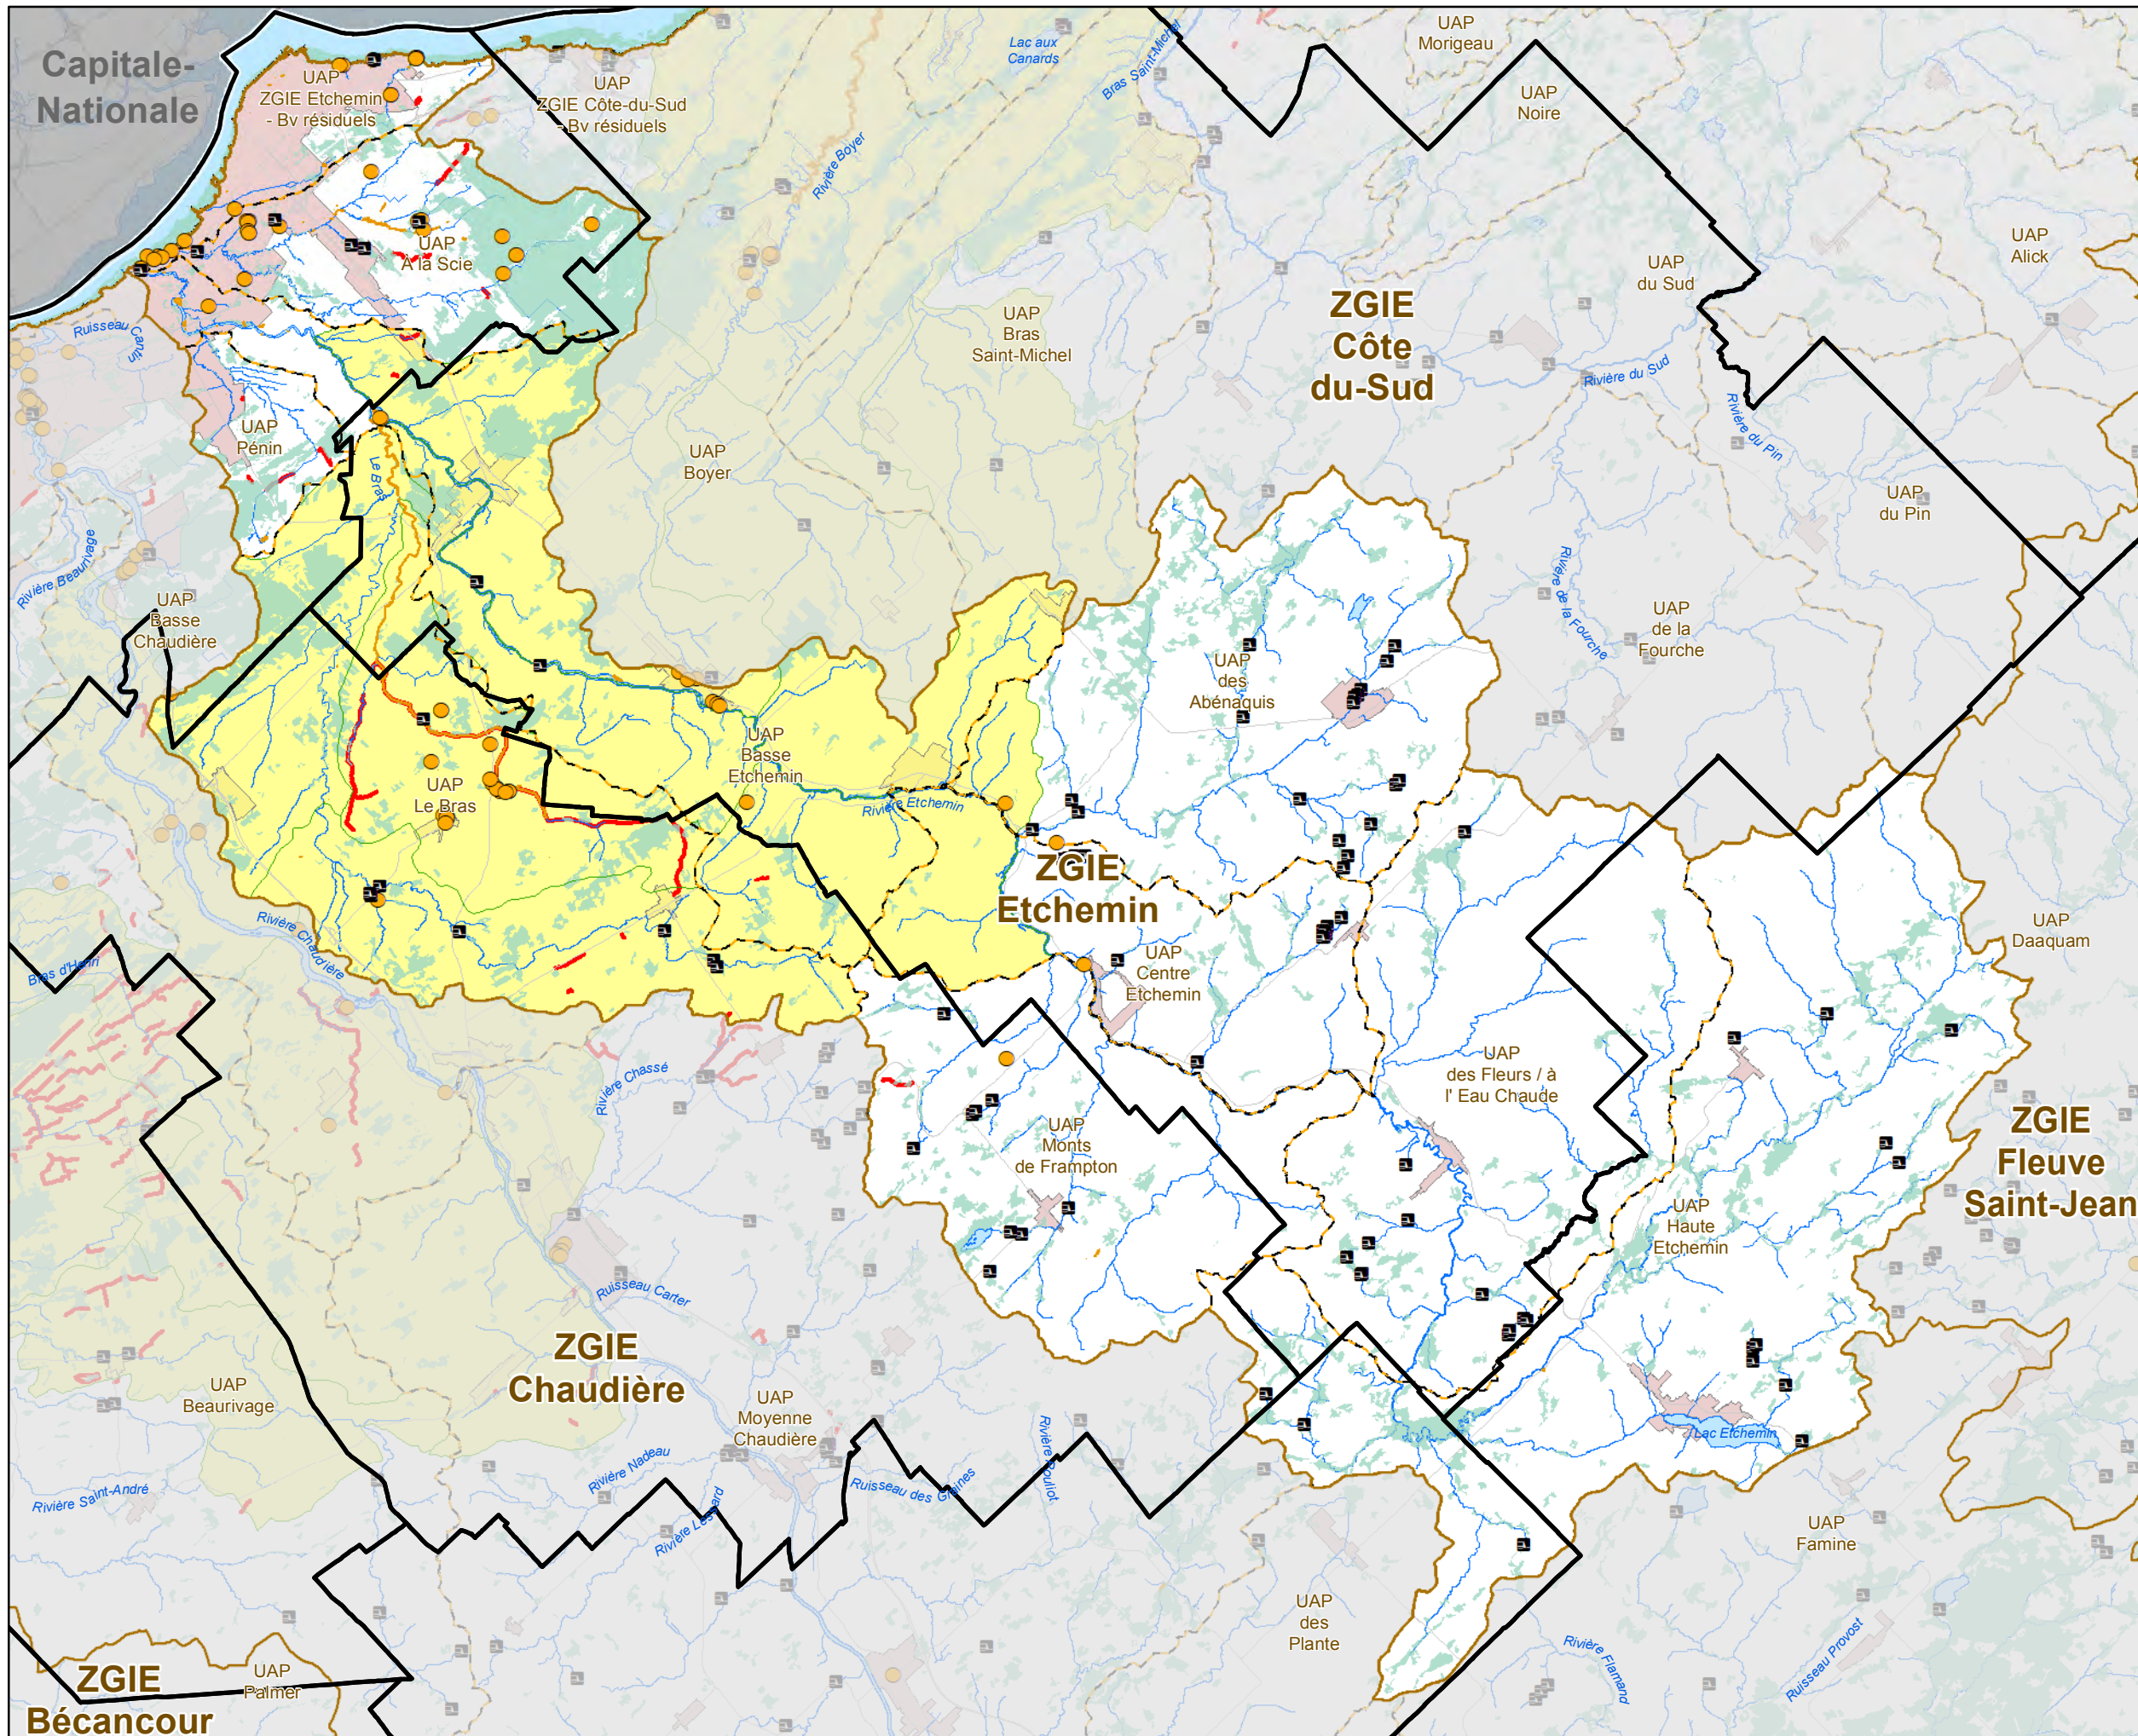 Capitale-
Nationale
UAP
ZGIE Etchemin
- Bv résiduels
UAP
ZGIE Côte-du-Sud
- Bv résiduels
Lac aux
Canards
Bras Saint-Michel
UAP
Morigeau
UAP
Noire
Rivière Boyer
UAP
À la Scie
UAP
Alick
UAP
du Sud
ZGIE
Côte
du-Sud
Ruisseau Cantin
UAP
Bras
Saint-Michel
Rivière du Sud
Rivière du Pin
UAP
Pénin
Le Bras
UAP
Boyer
UAP
du Pin
Rivière Beaurivage
Rivière de la Fourche
UAP
Basse
Chaudière
UAP
de la
Fourche
UAP
des
Abénaquis
UAP
Basse
Etchemin
UAP
Le Bras
Rivière Etchemin
ZGIE
Etchemin
Rivière Chaudière
Bras d'Henri
UAP
Daaquam
UAP
Centre
Etchemin
Rivière Chassé
UAP
des Fleurs / à
l' Eau Chaude
UAP
Monts
de Frampton
ZGIE
Fleuve
Saint-Jean
UAP
Haute
Etchemin
Ruisseau Carter
ZGIE
Chaudière
UAP
Beaurivage
UAP
Moyenne
Chaudière
Lac Etchemin
Rivière Pouliot
Rivière Nadeau
Ruisseau des Graines
Rivière Saint-André
Rivière Lessard
UAP
Famine
UAP
des
Plante
Rivière Flamand
Ruisseau Provost
ZGIE
Bécancour
UAP
Palmer